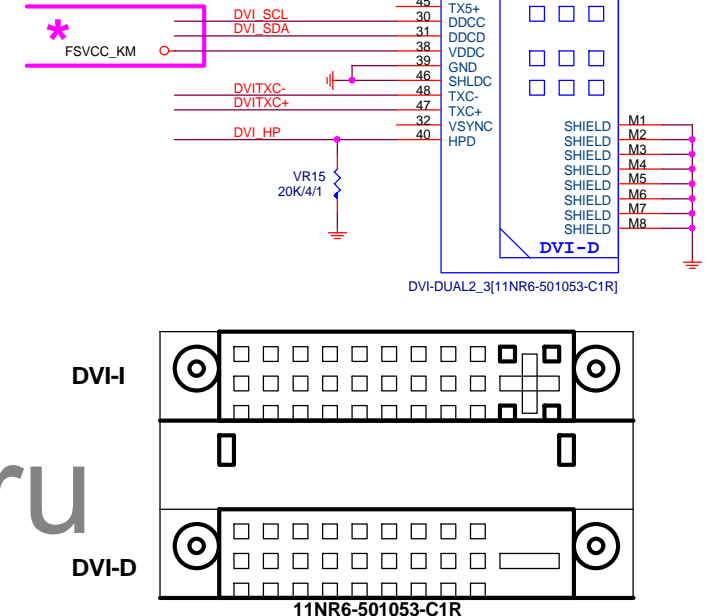 45 TX5+
DVI_SCL 30 DDCC
DVI_SDA 31 DDCD
* FSVCC_KM 38 VDDC
39 GND
46 SHLDC
DVITXC- 48 TXC-
DVITXC+ 47 TXC+
32 VSYNC
DVI_HP 40 HPD
SHIELD M1
SHIELD M2
SHIELD M3
SHIELD M4
SHIELD M5
SHIELD M6
SHIELD M7
SHIELD M8
VR15
20K/4/1
DVI-D
DVI-DUAL2_3[11NR6-501053-C1R]
DVI-I
ru
DVI-D
11NR6-501053-C1R